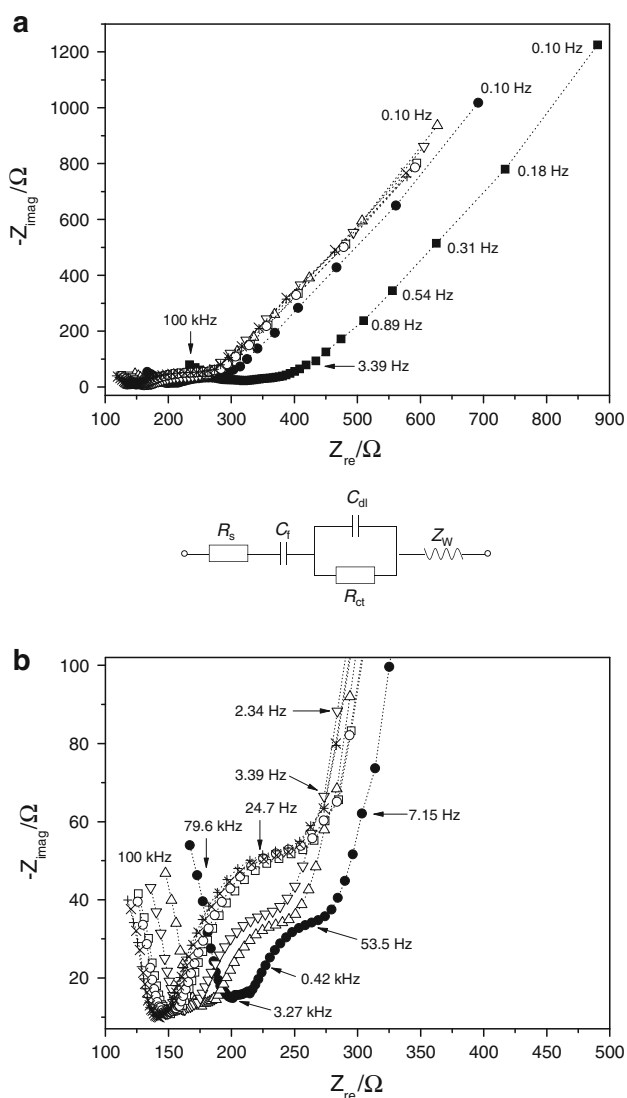 a
1200
1000
800
600
400
200
0
-Z_imag/Ω
0.10 Hz
0.10 Hz
0.10 Hz
0.18 Hz
0.31 Hz
0.54 Hz
0.89 Hz
100 kHz
3.39 Hz
100 200 300 400 500 600 700 800 900
Z_re/Ω
C_dl
R_s C_f Z_W
R_ct
b
100
80
60
40
20
-Z_imag/Ω
2.34 Hz
3.39 Hz
24.7 Hz
79.6 kHz
7.15 Hz
100 kHz
53.5 Hz
0.42 kHz
3.27 kHz
100 150 200 250 300 350 400 450 500
Z_re/Ω